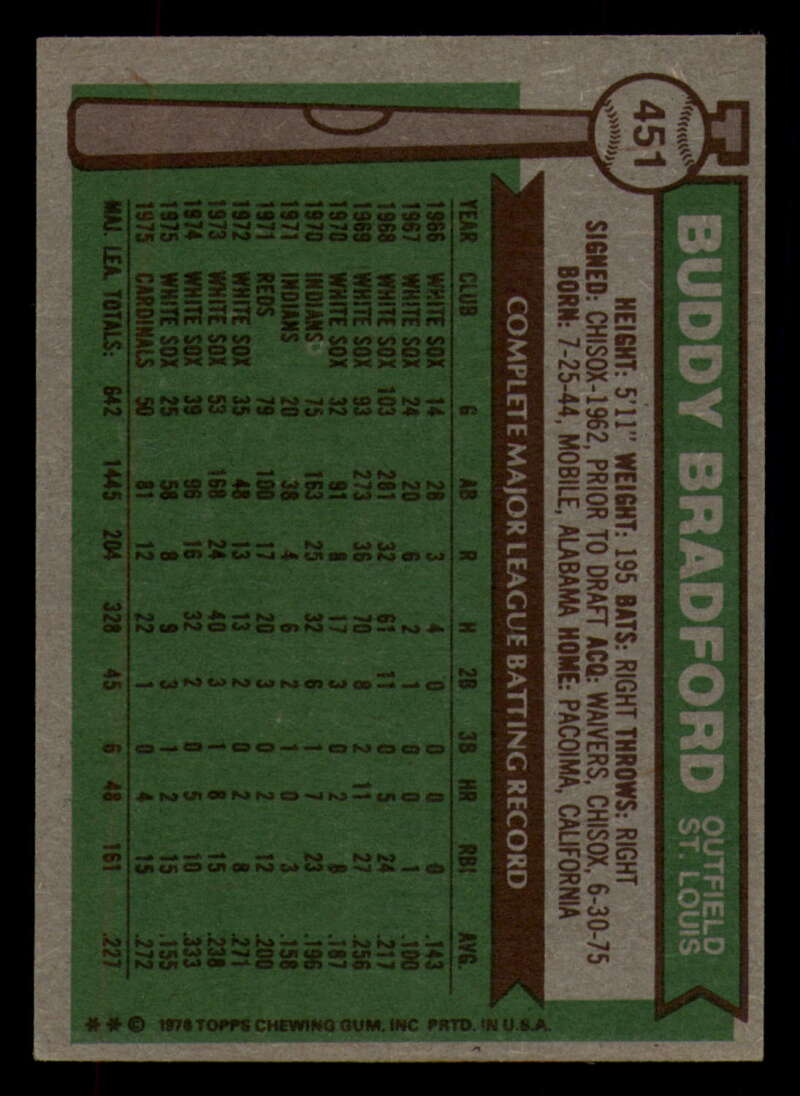 451
BUDDY BRADFORD OUTFIELD ST. LOUIS
HEIGHT: 5'11" WEIGHT: 195 BATS: RIGHT THROWS: RIGHT
SIGNED: CHISOX-1962, PRIOR TO DRAFT ACQ: WAIVERS, CHISOX, 6-30-75
BORN: 7-25-44, MOBILE, ALABAMA HOME: PACOIMA, CALIFORNIA
COMPLETE MAJOR LEAGUE BATTING RECORD
YEAR CLUB G AB R H 2B 3B HR RBI AVG.
1966 WHITE SOX 14 28 3 4 0 0 0 0 .143
1967 WHITE SOX 24 20 6 2 1 0 0 1 .100
1968 WHITE SOX 103 281 32 61 11 0 5 24 .217
1969 WHITE SOX 93 273 36 70 8 2 11 27 .256
1970 WHITE SOX 32 91 8 17 3 0 2 8 .187
1970 INDIANS 75 163 25 32 6 1 7 23 .196
1971 INDIANS 20 38 4 6 2 1 0 3 .158
1971 REDS 79 100 17 20 3 0 2 12 .200
1972 WHITE SOX 35 48 13 13 2 0 2 8 .271
1973 WHITE SOX 53 168 24 40 3 1 8 15 .238
1974 WHITE SOX 39 96 16 32 2 0 5 10 .333
1975 WHITE SOX 25 58 8 9 3 1 2 15 .155
1975 CARDINALS 50 81 12 22 1 0 4 15 .272
MAJ. LEA. TOTALS: 642 1445 204 328 45 6 48 161 .227
** © 1976 TOPPS CHEWING GUM, INC PRTD. IN U.S.A.